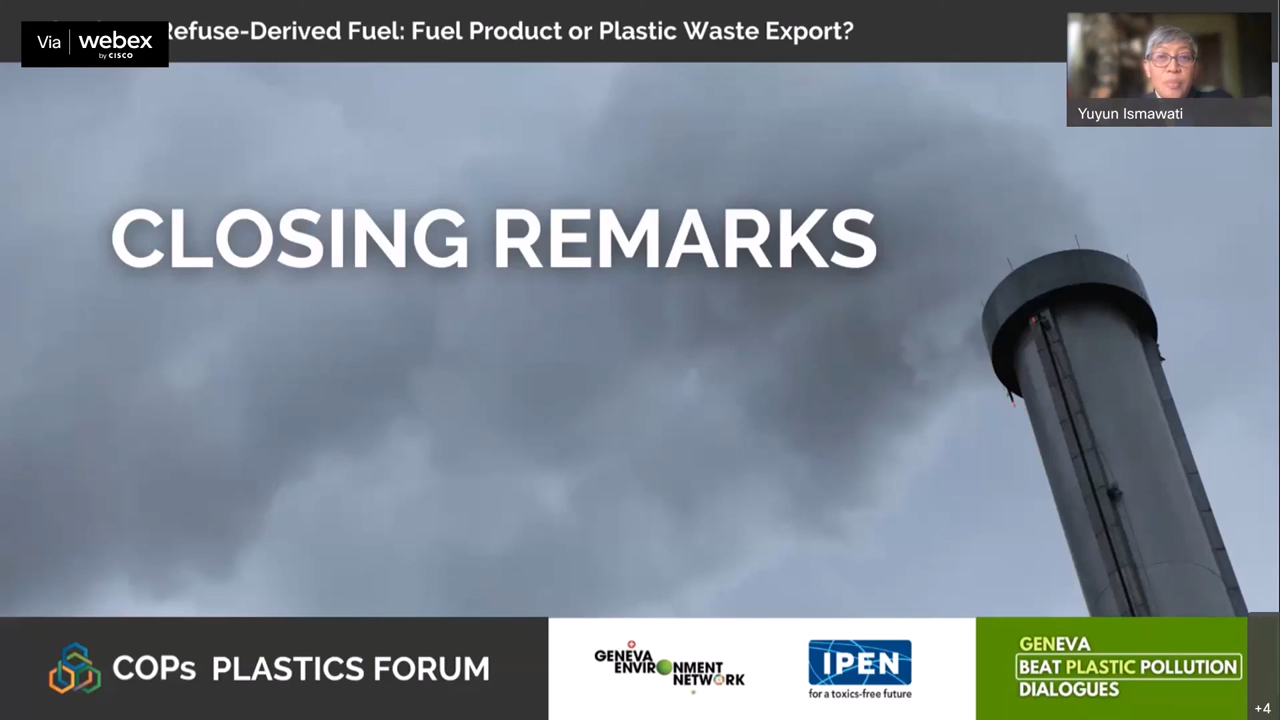 Via webex
by CISCO
Refuse-Derived Fuel: Fuel Product or Plastic Waste Export?
Yuyun Ismawati
CLOSING REMARKS
COPs PLASTICS FORUM
GENEVA
ENVIRONMENT
NETWORK
IPEN
for a toxics-free future
GENEVA
BEAT PLASTIC POLLUTION
DIALOGUES
+4